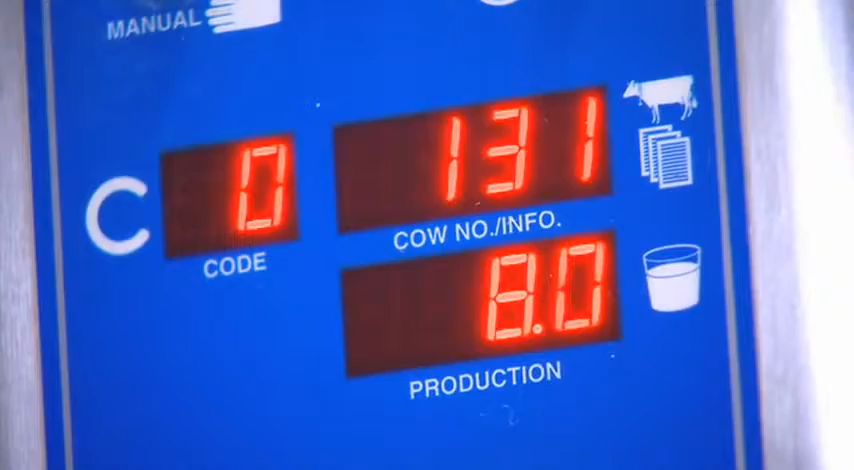 MANUAL
C 0 131
CODE COW NO./INFO.
8.0
PRODUCTION